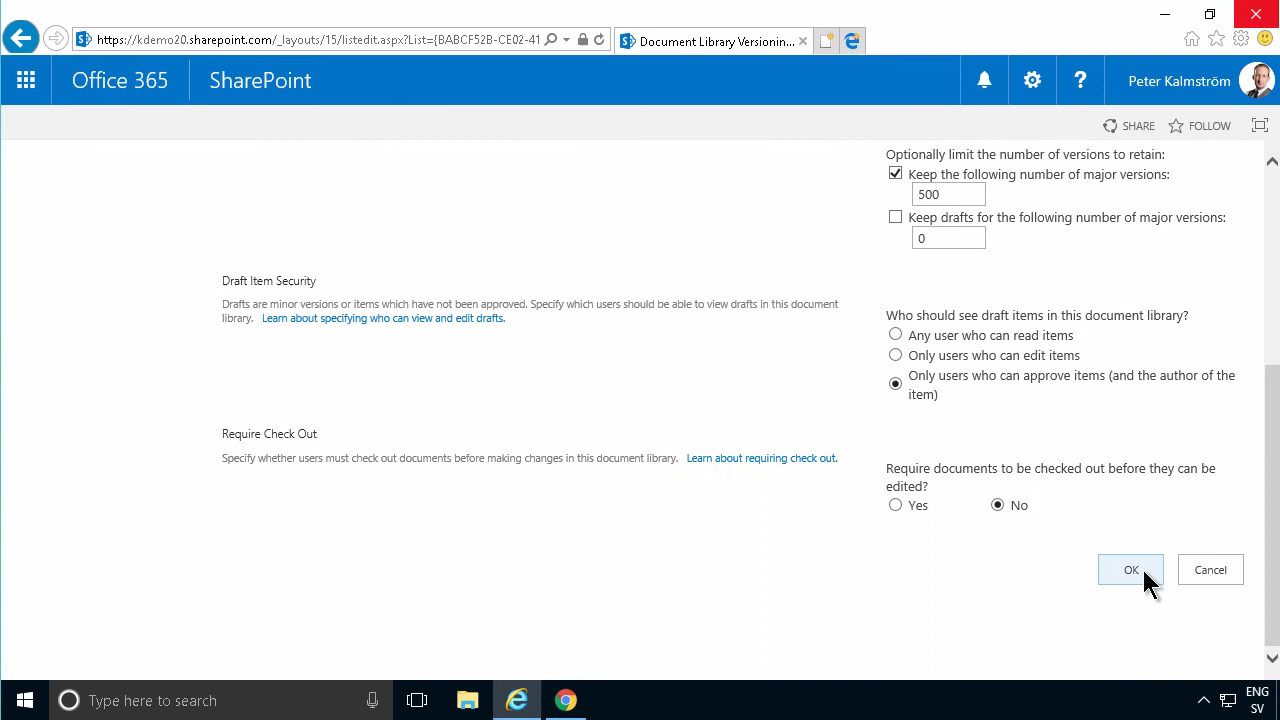 https://kdemo20.sharepoint.com/_layouts/15/listedit.aspx?List={BABCF52B-CE02-41
Document Library Versionin...
Office 365
SharePoint
Peter Kalmström
SHARE
FOLLOW
Optionally limit the number of versions to retain:
Keep the following number of major versions:
500
Keep drafts for the following number of major versions:
0
Draft Item Security
Drafts are minor versions or items which have not been approved. Specify which users should be able to view drafts in this document
library. Learn about specifying who can view and edit drafts.
Who should see draft items in this document library?
Any user who can read items
Only users who can edit items
Only users who can approve items (and the author of the
item)
Require Check Out
Specify whether users must check out documents before making changes in this document library. Learn about requiring check out.
Require documents to be checked out before they can be
edited?
Yes
No
OK
Cancel
Type here to search
ENG
SV